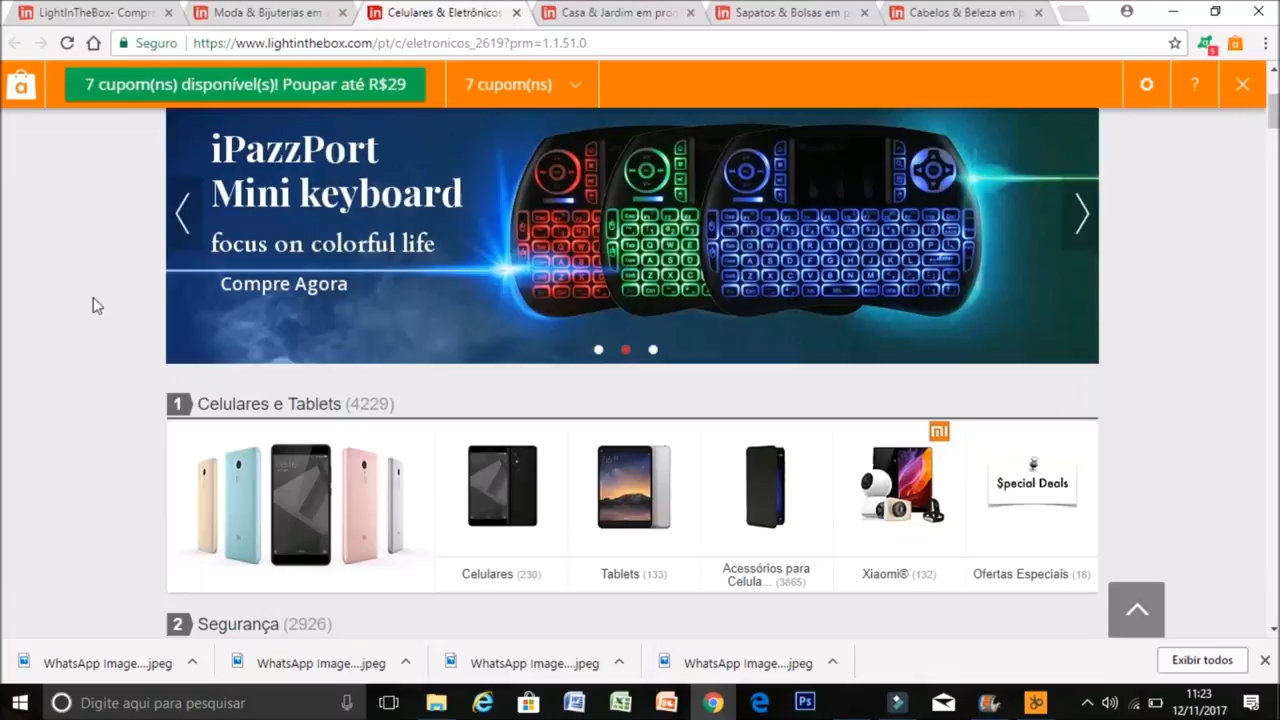 LightInTheBox- Compre
Moda & Bijuterias em
Celulares & Eletrônicos
Casa & Jardim em pro
Sapatos & Bolsas em p
Cabelos & Beleza em
Seguro
https://www.lightinthebox.com/pt/c/eletronicos_2619?prm=1.1.51.0
5
a
7 cupom(ns) disponível(s)! Poupar até R$29
7 cupom(ns)
?
iPazzPort
Mini keyboard
focus on colorful life
Compre Agora
1 Celulares e Tablets (4229)
mi
Special Deals
Celulares (230)
Tablets (133)
Acessórios para
Celula... (3865)
Xiaomi® (132)
Ofertas Especiais (18)
2 Segurança (2926)
WhatsApp Image....jpeg
WhatsApp Image....jpeg
WhatsApp Image....jpeg
WhatsApp Image....jpeg
Exibir todos
Digite aqui para pesquisar
Ps
11:23
12/11/2017